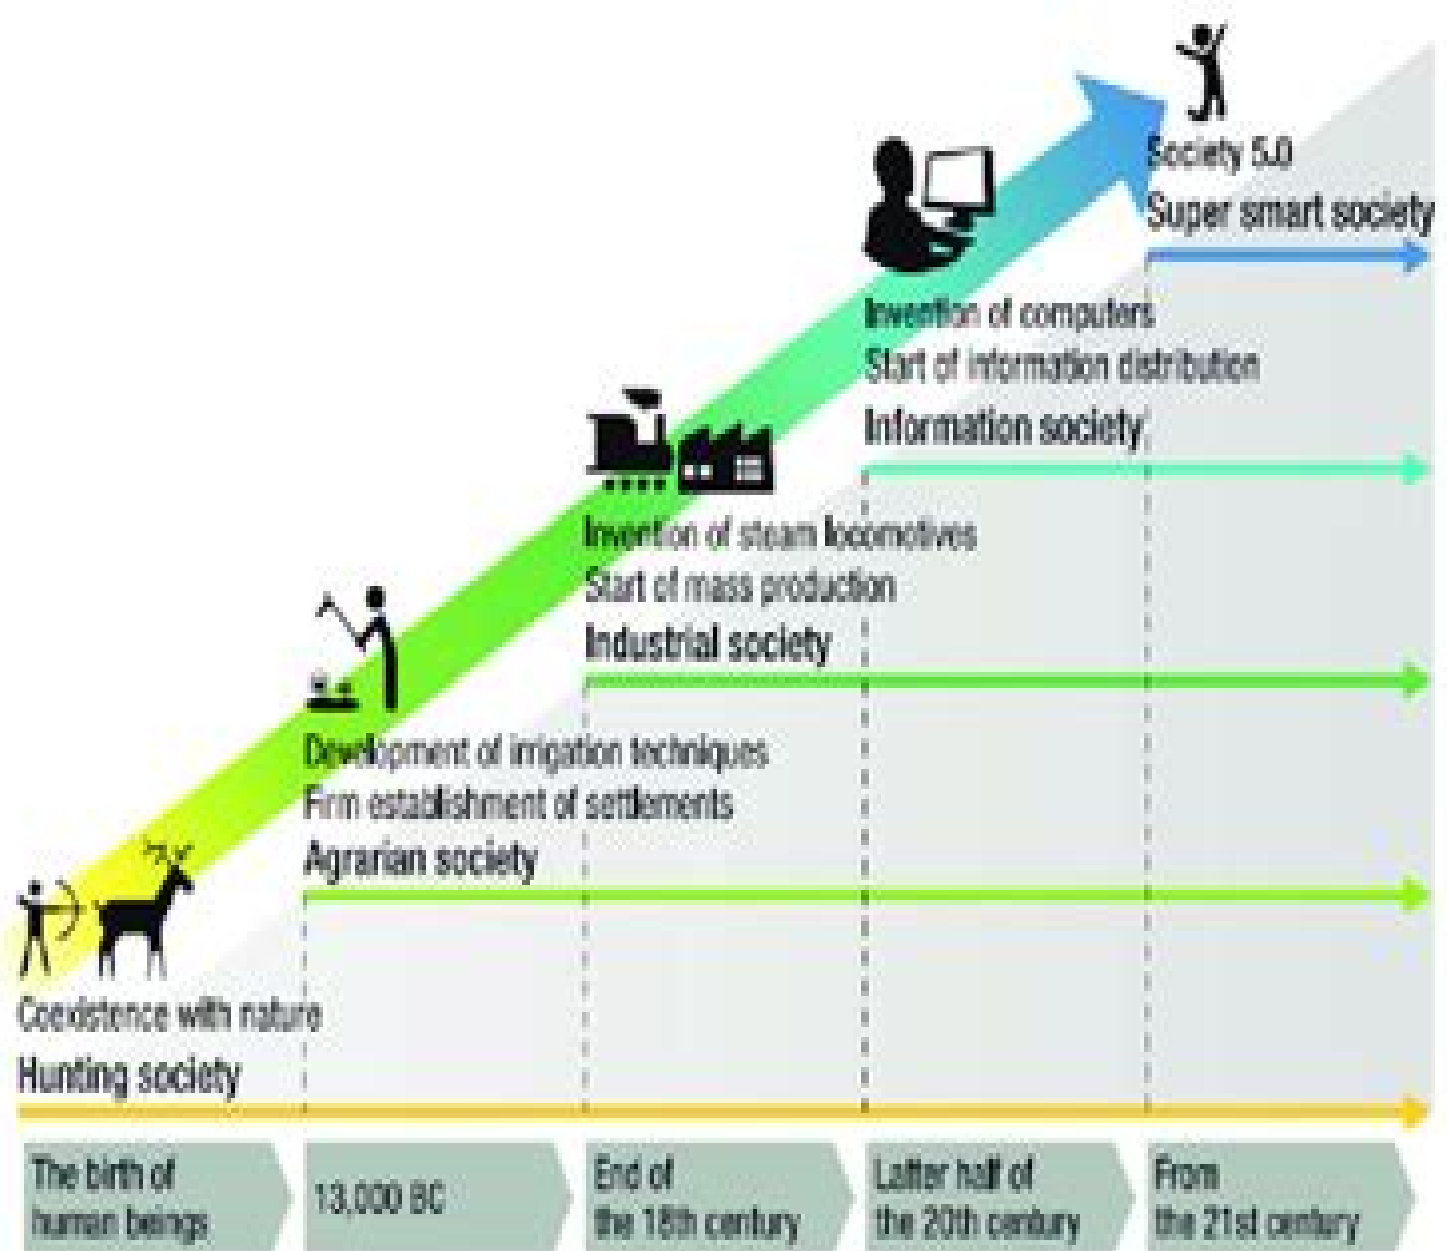 Society 5.0
Super smart society
Invention of computers
Start of information distribution
Information society
Invention of steam locomotives
Start of mass production
Industrial society
Development of irrigation techniques
Firm establishment of settlements
Agrarian society
Coexistence with nature
Hunting society
The birth of
human beings
13,000 BC
End of
the 18th century
Latter half of
the 20th century
From
the 21st century